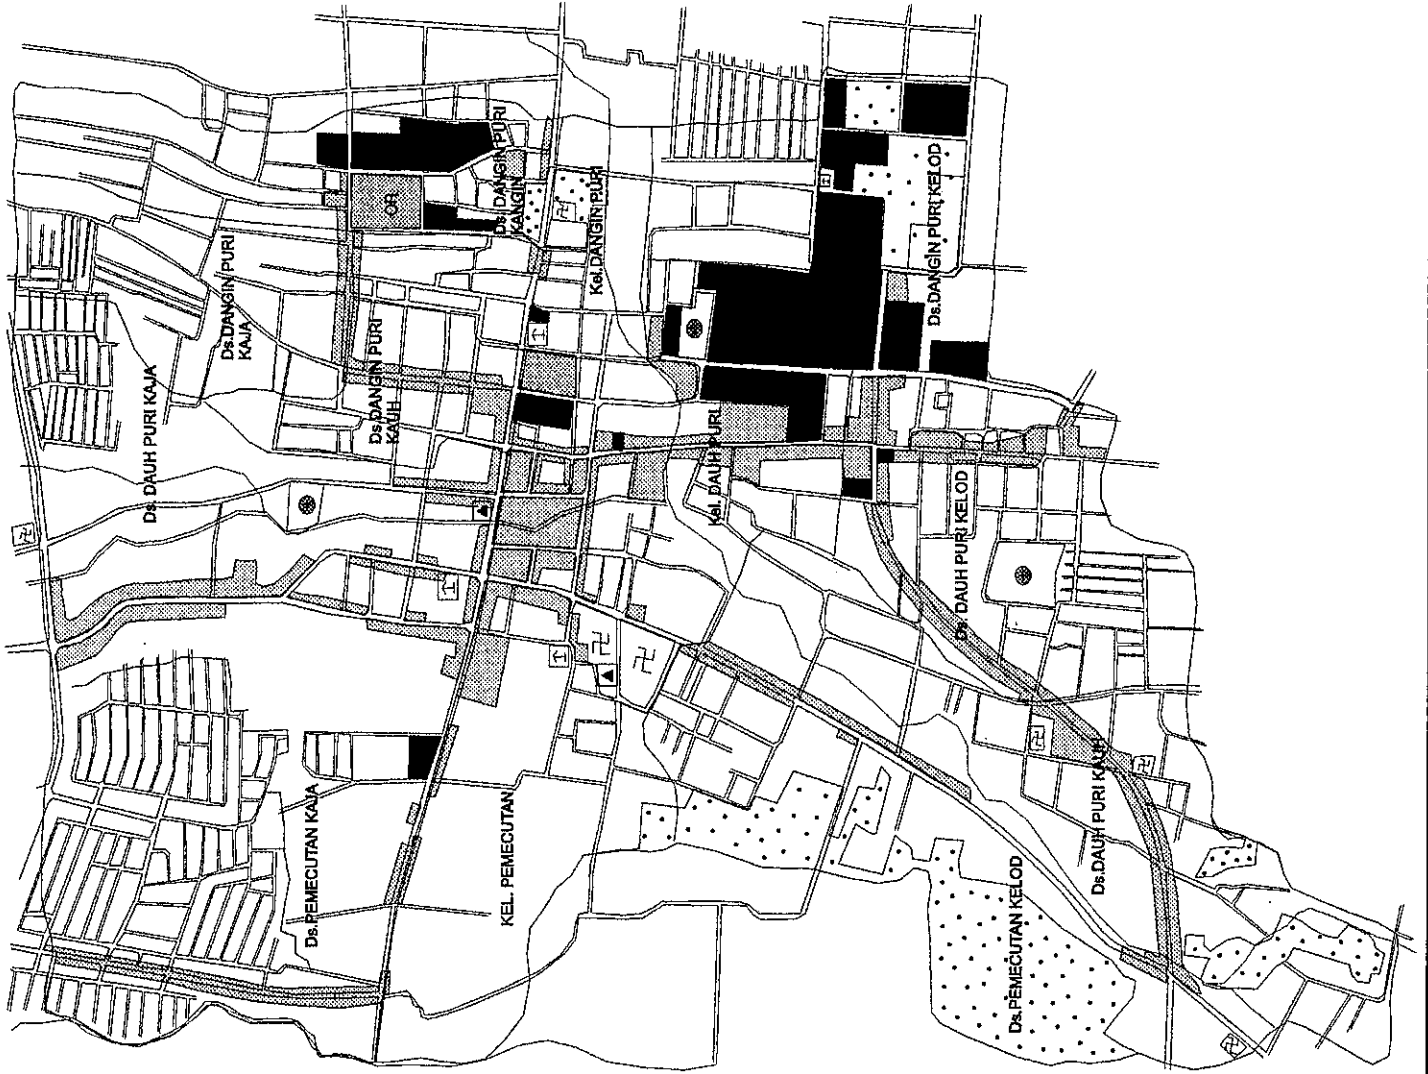 Ds. DAUH PURI KAJA
Ds.DANGIN PURI
KAJA
Ds.DANGIN PURI
KAUH
OR
Ds. DANGIN PURI
KANGIN
Kel.DANGIN PURI
Kel. DAUH PURI
Ds.DANGIN PURI KELOD
Ds. DAUH PURI KELOD
Ds.PEMECUTAN KAJA
KEL. PEMECUTAN
Ds.PEMECUTAN KELOD
Ds.DAUH PURI KAUH